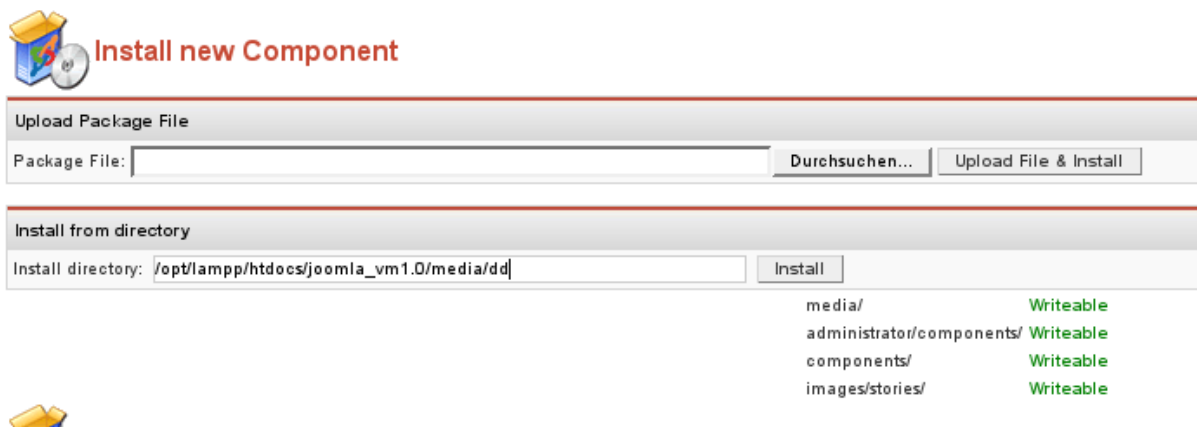 Install new Component
Upload Package File
Package File: Durchsuchen... Upload File & Install
Install from directory
Install directory: /opt/lampp/htdocs/joomla_vm1.0/media/dd Install
media/ Writeable
administrator/components/ Writeable
components/ Writeable
images/stories/ Writeable